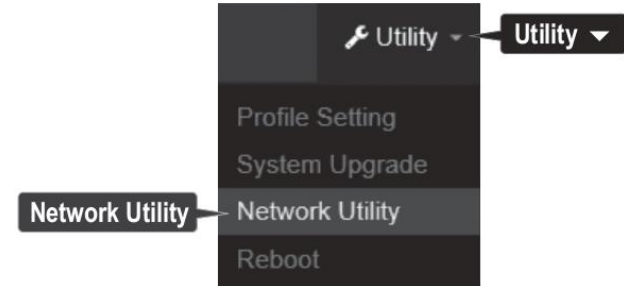 Utility
Utility
Profile Setting
System Upgrade
Network Utility
Network Utility
Reboot